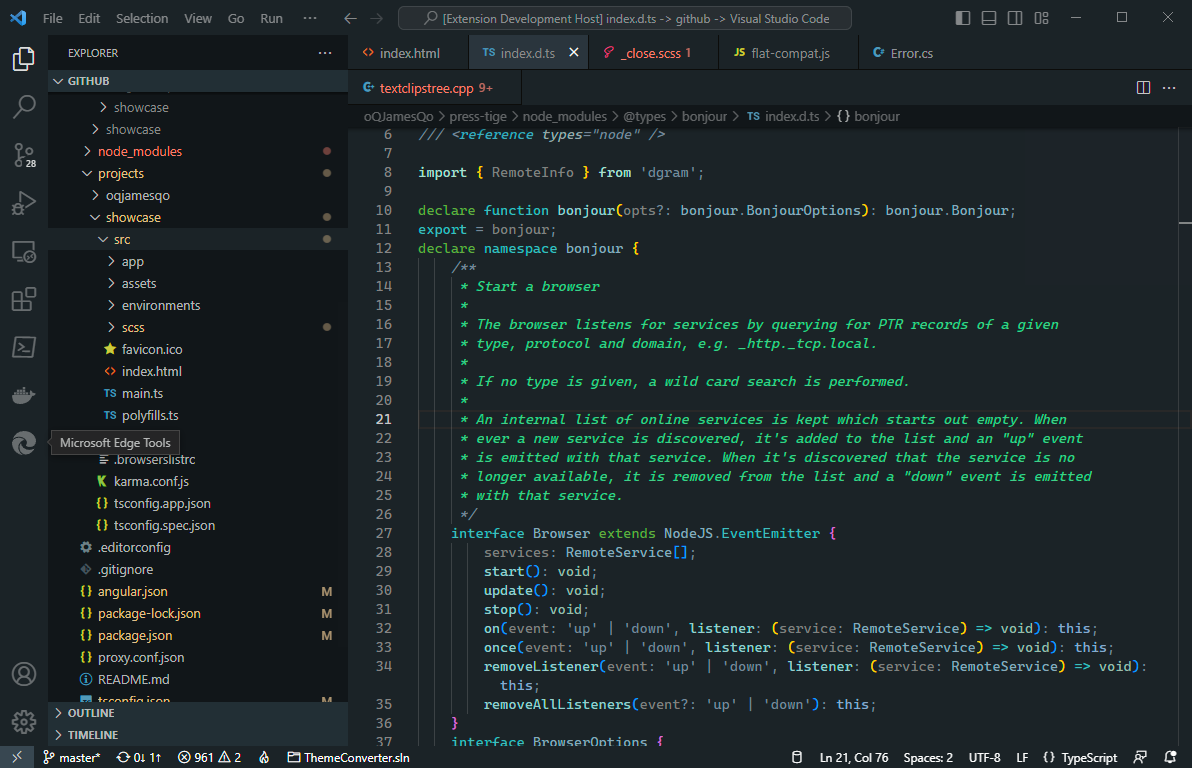 File Edit Selection View Go Run ···
[Extension Development Host] index.d.ts -> github -> Visual Studio Code
EXPLORER
GITHUB
showcase
showcase
node_modules
projects
oqjamesqo
showcase
src
app
assets
environments
scss
favicon.ico
index.html
TS main.ts
TS polyfills.ts
Microsoft Edge Tools
.browserslistrc
karma.conf.js
{} tsconfig.app.json
{} tsconfig.spec.json
.editorconfig
.gitignore
{} angular.json M
{} package-lock.json M
{} package.json M
{} proxy.conf.json
README.md
tsconfig.json M
OUTLINE
TIMELINE
28
index.html
TS index.d.ts
_close.scss 1
JS flat-compat.js
Error.cs
textclipstree.cpp 9+
oQJamesQo > press-tige > node_modules > @types > bonjour > TS index.d.ts > {} bonjour
6 /// <reference types="node" />
7
8 import { RemoteInfo } from 'dgram';
9
10 declare function bonjour(opts?: bonjour.BonjourOptions): bonjour.Bonjour;
11 export = bonjour;
12 declare namespace bonjour {
13 /**
14 * Start a browser
15 *
16 * The browser listens for services by querying for PTR records of a given
17 * type, protocol and domain, e.g. _http._tcp.local.
18 *
19 * If no type is given, a wild card search is performed.
20 *
21 * An internal list of online services is kept which starts out empty. When
22 * ever a new service is discovered, it's added to the list and an "up" event
23 * is emitted with that service. When it's discovered that the service is no
24 * longer available, it is removed from the list and a "down" event is emitted
25 * with that service.
26 */
27 interface Browser extends NodeJS.EventEmitter {
28 services: RemoteService[];
29 start(): void;
30 update(): void;
31 stop(): void;
32 on(event: 'up' | 'down', listener: (service: RemoteService) => void): this;
33 once(event: 'up' | 'down', listener: (service: RemoteService) => void): this;
34 removeListener(event: 'up' | 'down', listener: (service: RemoteService) => void):
this;
35 removeAllListeners(event?: 'up' | 'down'): this;
36 }
37 interface BrowserOptions {
master* 0↓ 1↑ 961 2 ThemeConverter.sln
Ln 21, Col 76 Spaces: 2 UTF-8 LF {} TypeScript